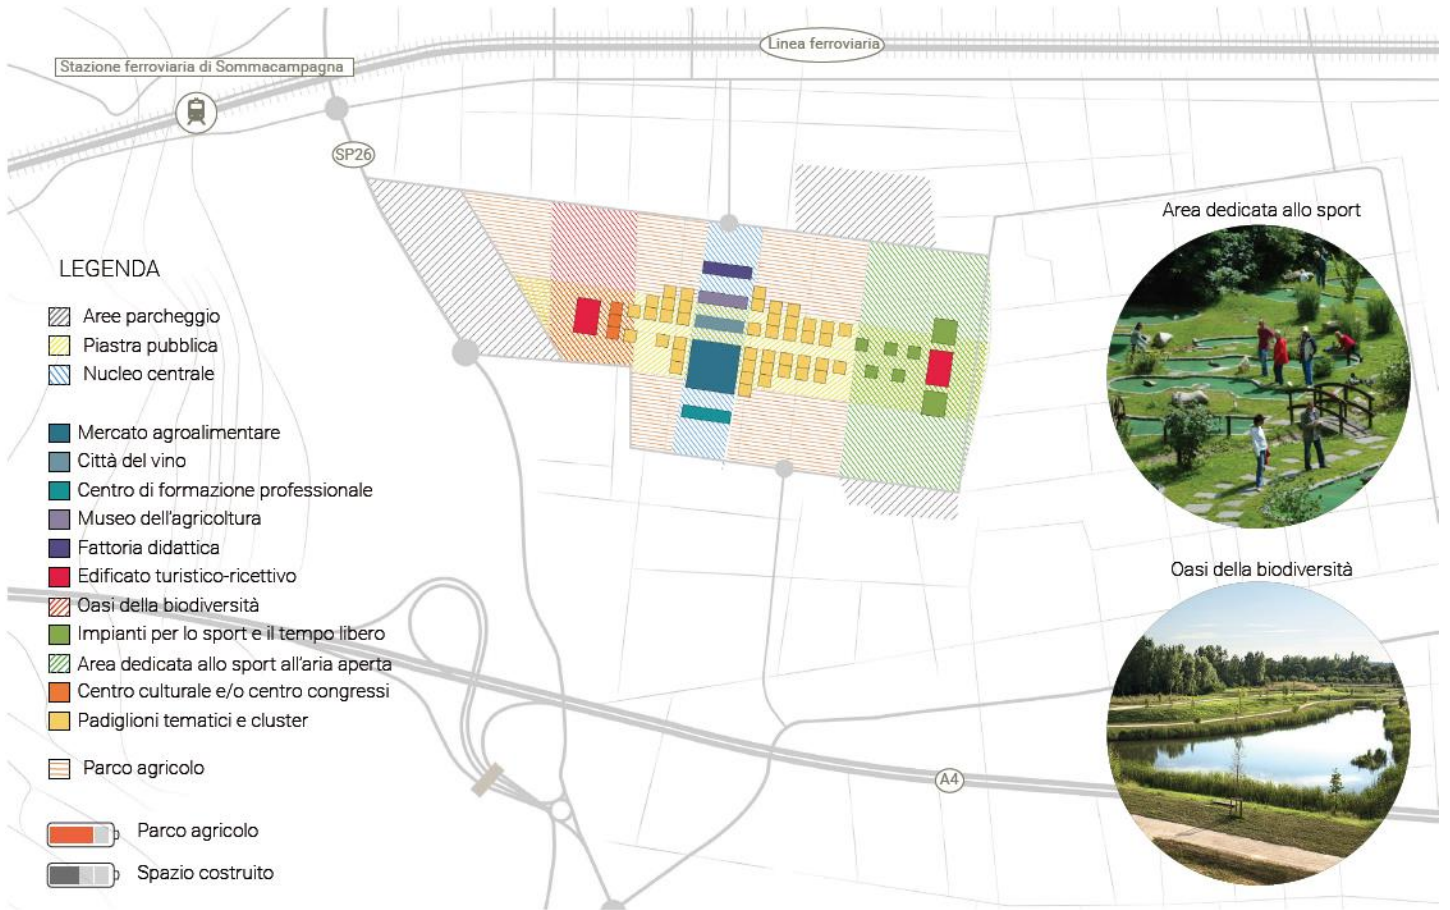 Linea ferroviaria
Stazione ferroviaria di Sommacampagna
SP26
Area dedicata allo sport
LEGENDA
Aree parcheggio
Piastra pubblica
Nucleo centrale
Mercato agroalimentare
Città del vino
Centro di formazione professionale
Museo dell'agricoltura
Fattoria didattica
Edificato turistico-ricettivo
Oasi della biodiversità
Impianti per lo sport e il tempo libero
Area dedicata allo sport all'aria aperta
Centro culturale e/o centro congressi
Padiglioni tematici e cluster
Parco agricolo
Parco agricolo
Spazio costruito
Oasi della biodiversità
A4